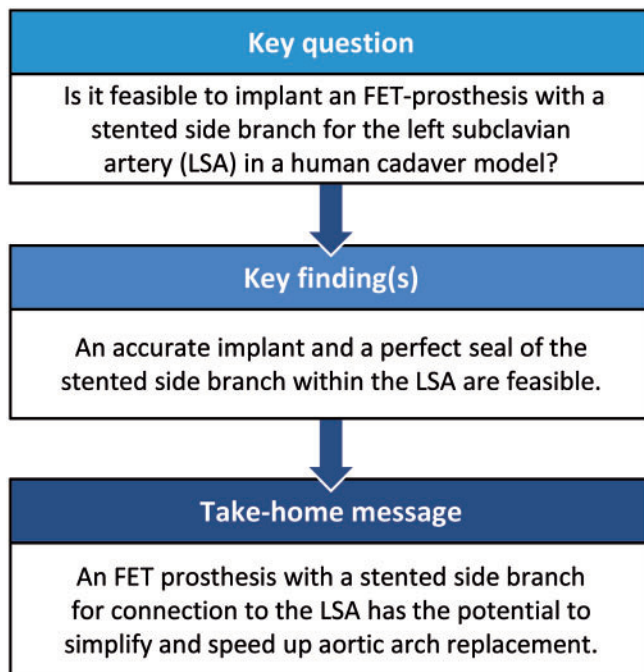 Key question
Is it feasible to implant an FET-prosthesis with a
stented side branch for the left subclavian
artery (LSA) in a human cadaver model?
Key finding(s)
An accurate implant and a perfect seal of the
stented side branch within the LSA are feasible.
Take-home message
An FET prosthesis with a stented side branch
for connection to the LSA has the potential to
simplify and speed up aortic arch replacement.